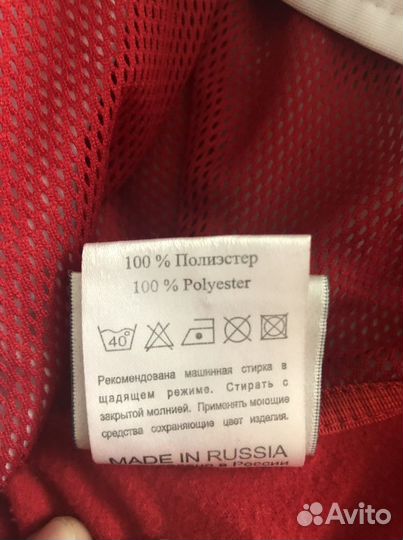 100 % Полиэстер
100 % Polyester
40°
Рекомендована машинная стирка в
щадящем режиме. Стирать с
закрытой молнией. Применять моющие
средства сохраняющие цвет изделия.
MADE IN RUSSIA
в России
Avito